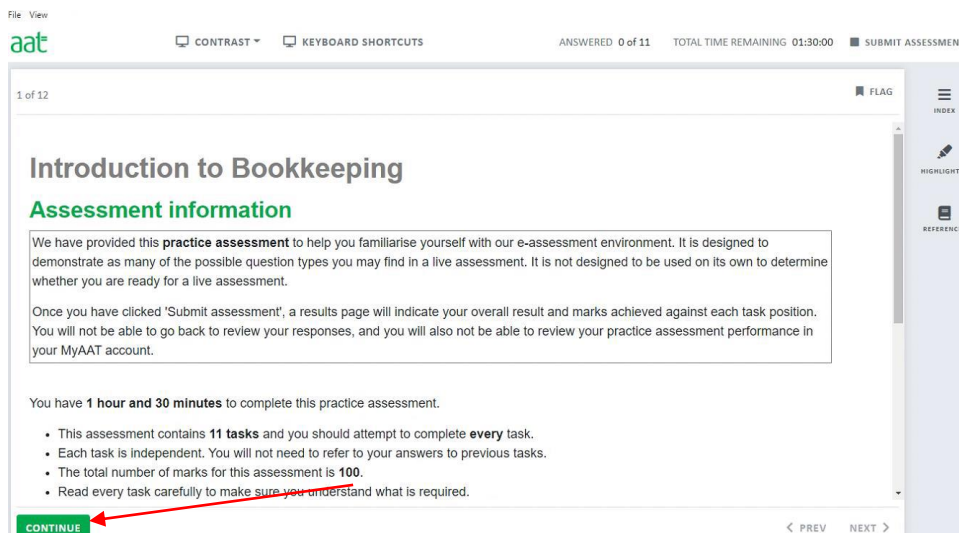 File View
aat
CONTRAST
KEYBOARD SHORTCUTS
ANSWERED 0 of 11
TOTAL TIME REMAINING 01:30:00
SUBMIT ASSESSMEN
1 of 12
FLAG
INDEX
HIGHLIGHT
REFERENC
Introduction to Bookkeeping
Assessment information
We have provided this practice assessment to help you familiarise yourself with our e-assessment environment. It is designed to
demonstrate as many of the possible question types you may find in a live assessment. It is not designed to be used on its own to determine
whether you are ready for a live assessment.
Once you have clicked 'Submit assessment', a results page will indicate your overall result and marks achieved against each task position.
You will not be able to go back to review your responses, and you will also not be able to review your practice assessment performance in
your MyAAT account.
You have 1 hour and 30 minutes to complete this practice assessment.
• This assessment contains 11 tasks and you should attempt to complete every task.
• Each task is independent. You will not need to refer to your answers to previous tasks.
• The total number of marks for this assessment is 100.
• Read every task carefully to make sure you understand what is required.
CONTINUE
PREV
NEXT